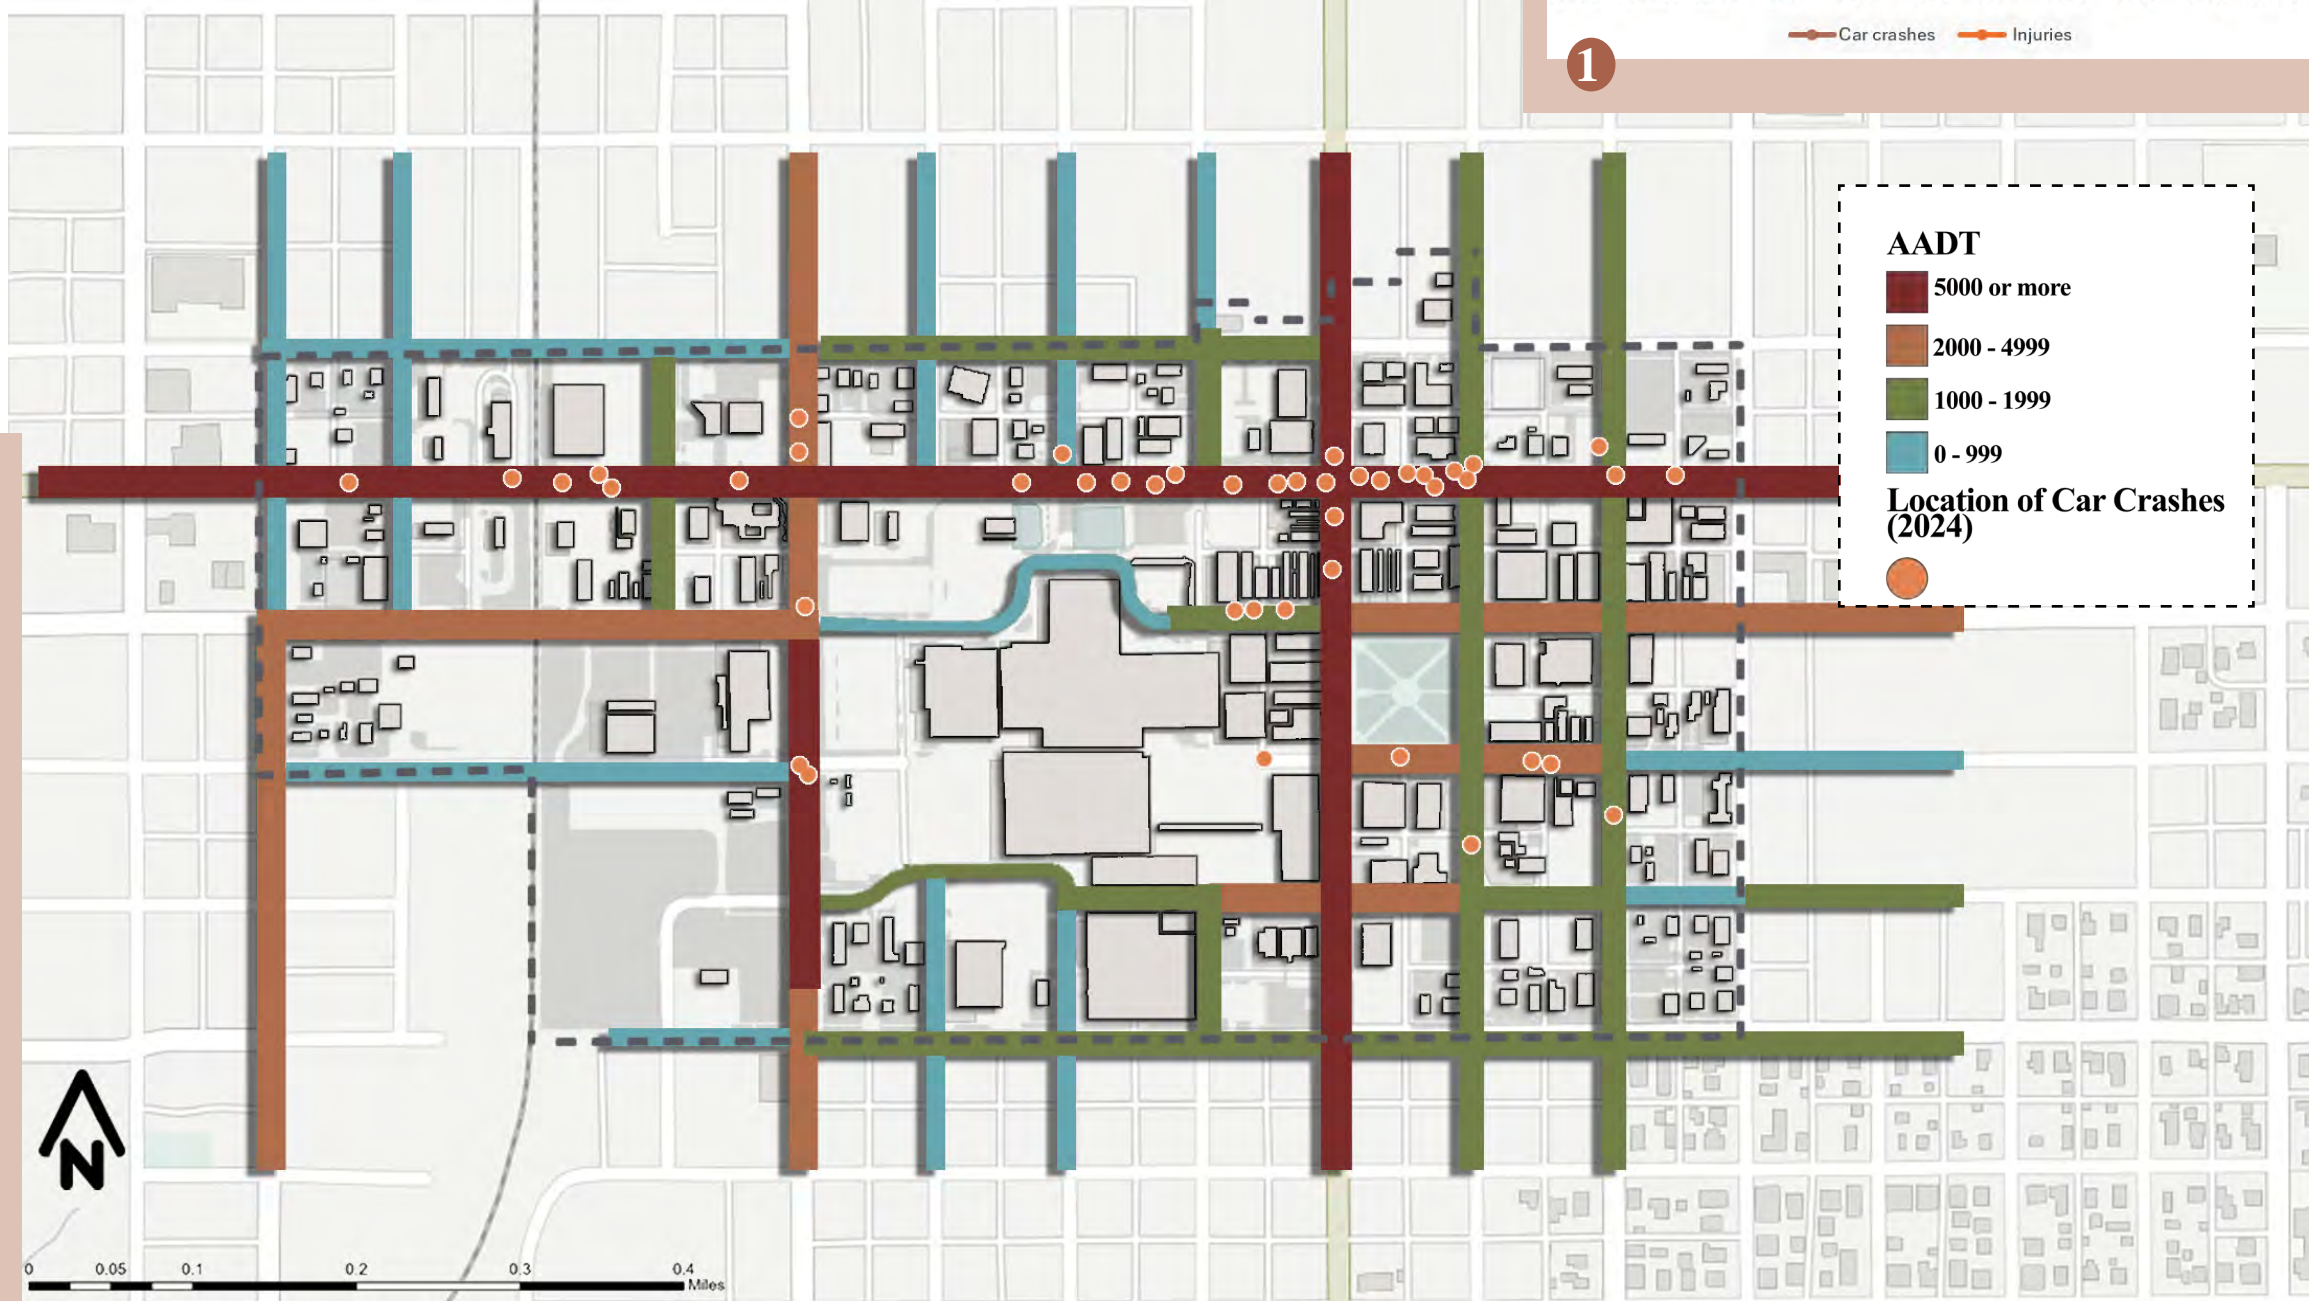 Car crashes Injuries
1
AADT
5000 or more
2000 - 4999
1000 - 1999
0 - 999
Location of Car Crashes
(2024)
N
0 0.05 0.1 0.2 0.3 0.4
Miles